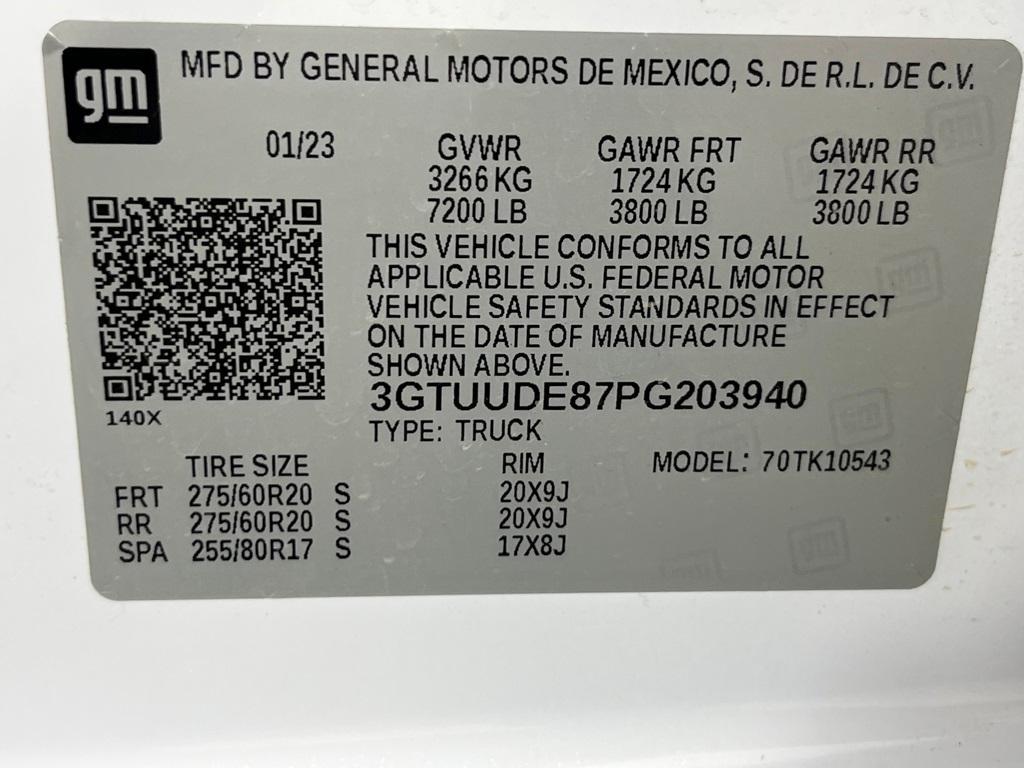 gm MFD BY GENERAL MOTORS DE MEXICO, S. DE R.L. DE C.V.
01/23 GVWR GAWR FRT GAWR RR
3266 KG 1724 KG 1724 KG
7200 LB 3800 LB 3800 LB
THIS VEHICLE CONFORMS TO ALL
APPLICABLE U.S. FEDERAL MOTOR
VEHICLE SAFETY STANDARDS IN EFFECT
ON THE DATE OF MANUFACTURE
SHOWN ABOVE.
3GTUUDE87PG203940
140X
TYPE: TRUCK
TIRE SIZE RIM MODEL: 70TK10543
FRT 275/60R20 S 20X9J
RR 275/60R20 S 20X9J
SPA 255/80R17 S 17X8J